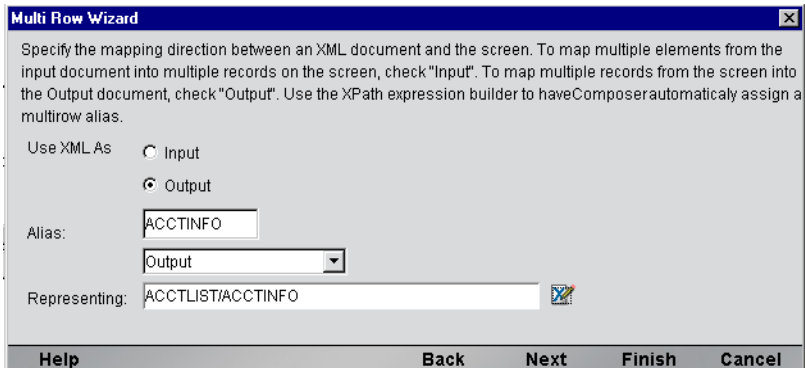 Multi Row Wizard
Specify the mapping direction between an XML document and the screen. To map multiple elements from the
input document into multiple records on the screen, check "Input". To map multiple records from the screen into
the Output document, check "Output". Use the XPath expression builder to haveComposerautomaticaly assign a
multirow alias.
Use XML As
Input
Output
Alias:
ACCTINFO
Output
Representing:
ACCTLIST/ACCTINFO
Help Back Next Finish Cancel